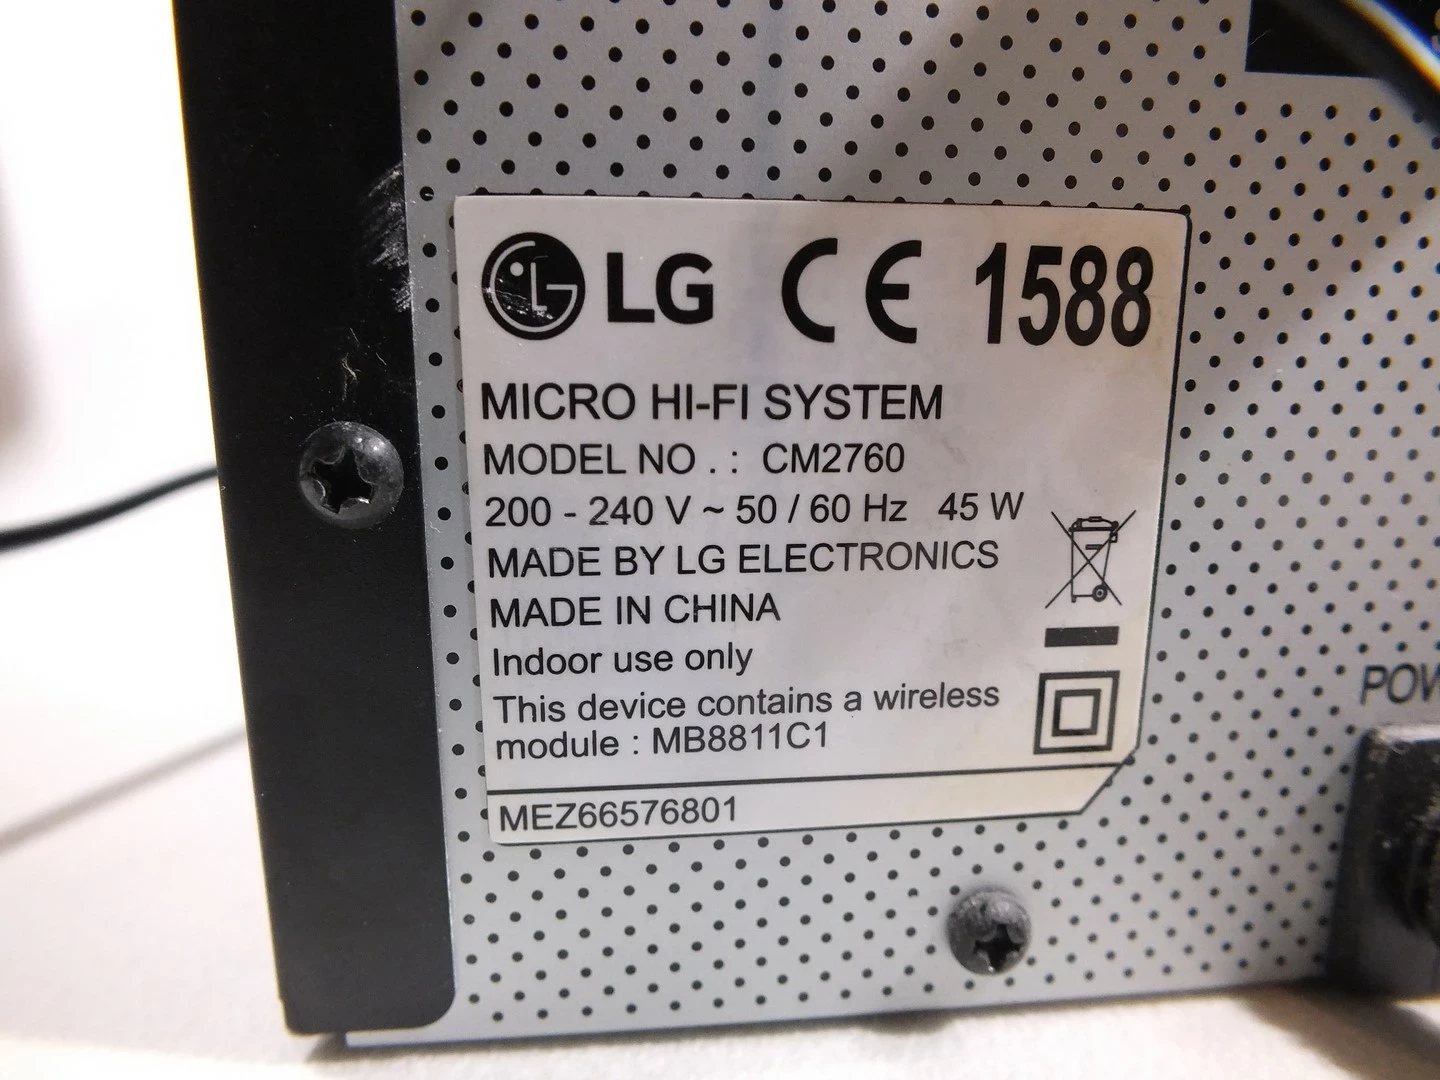 LG CE 1588
MICRO HI-FI SYSTEM
MODEL NO . : CM2760
200 - 240 V ~ 50 / 60 Hz 45 W
MADE BY LG ELECTRONICS
MADE IN CHINA
Indoor use only
This device contains a wireless
module : MB8811C1
MEZ66576801